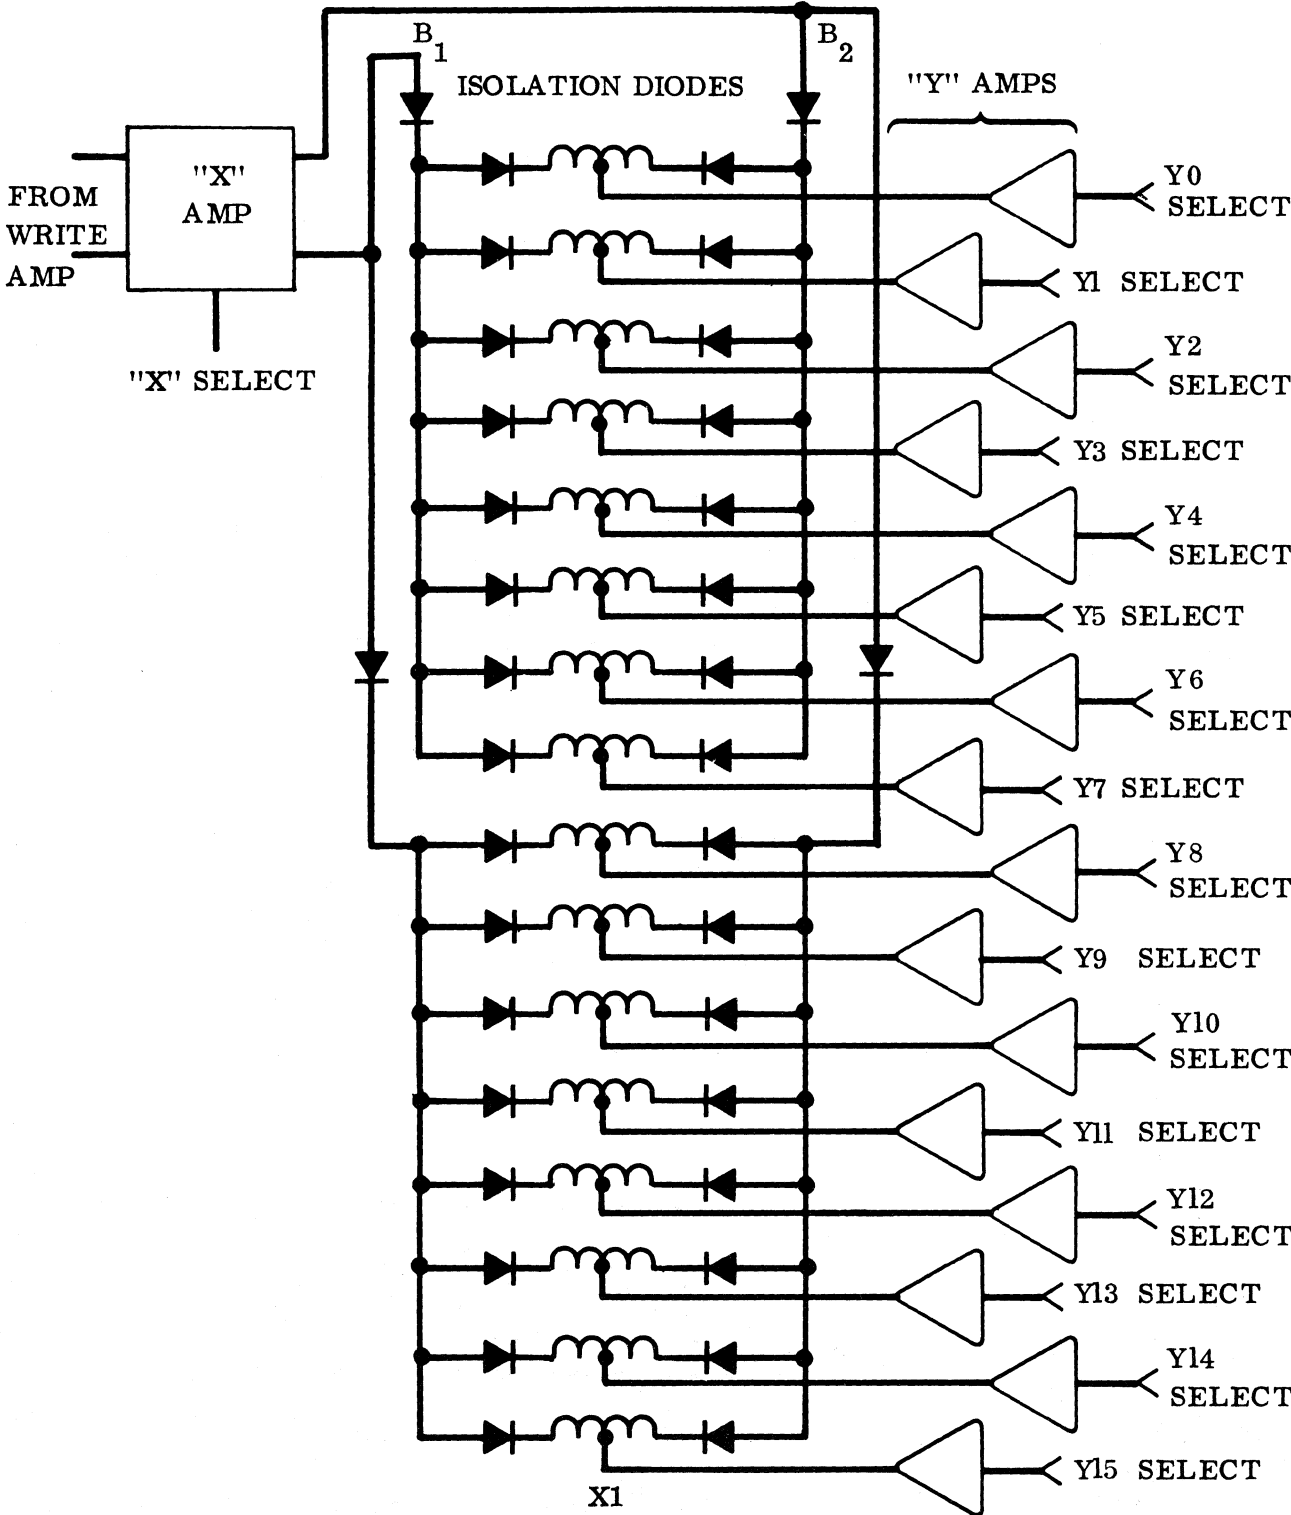 B1
B2
ISOLATION DIODES
"Y" AMPS
"X"
AMP
FROM
WRITE
AMP
"X" SELECT
Y0
SELECT
Y1 SELECT
Y2
SELECT
Y3 SELECT
Y4
SELECT
Y5 SELECT
Y6
SELECT
Y7 SELECT
Y8
SELECT
Y9 SELECT
Y10
SELECT
Y11 SELECT
Y12
SELECT
Y13 SELECT
Y14
SELECT
Y15 SELECT
X1